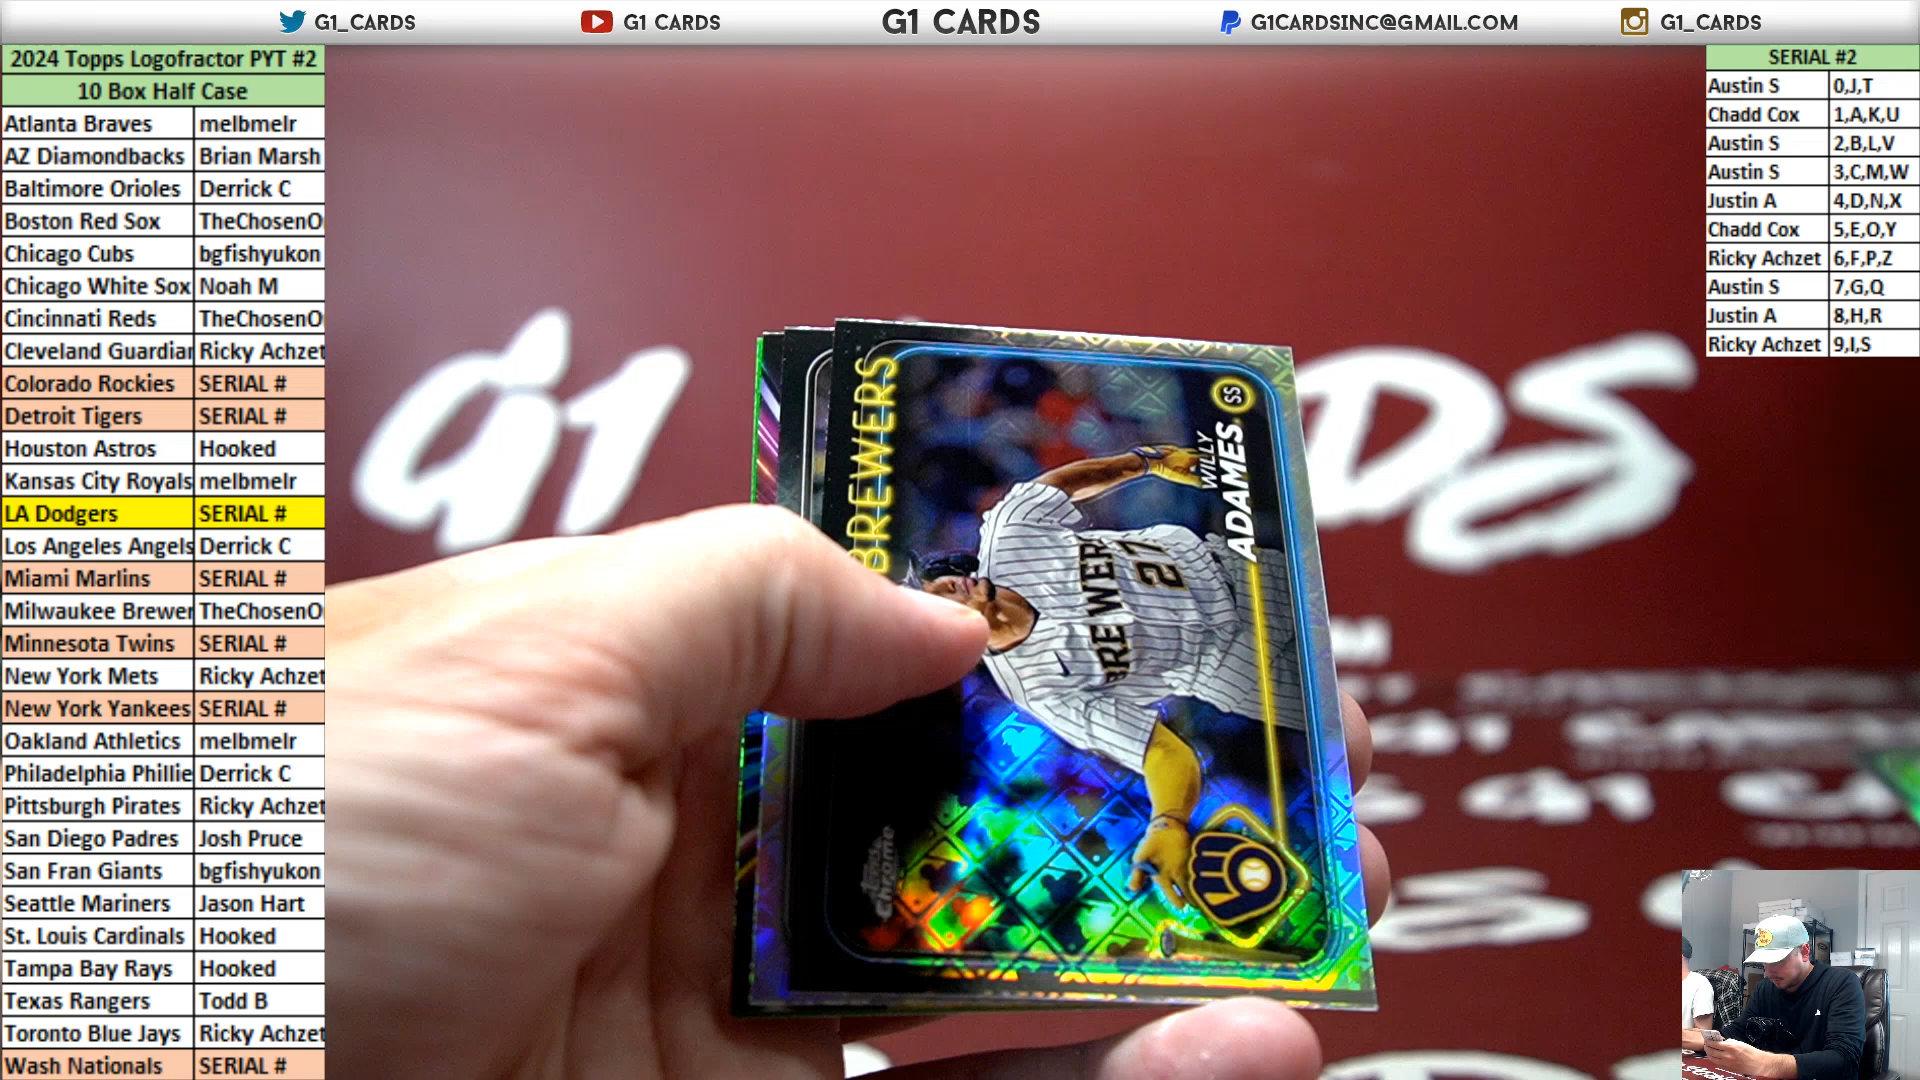 G1_CARDS G1 CARDS G1 CARDS G1CARDSINC@GMAIL.COM G1_CARDS
2024 Topps Logofractor PYT #2
10 Box Half Case
Atlanta Braves melbmelr
AZ Diamondbacks Brian Marsh
Baltimore Orioles Derrick C
Boston Red Sox TheChosenO
Chicago Cubs bgfishyukon
Chicago White Sox Noah M
Cincinnati Reds TheChosenO
Cleveland Guardian Ricky Achzet
Colorado Rockies SERIAL #
Detroit Tigers SERIAL #
Houston Astros Hooked
Kansas City Royals melbmelr
LA Dodgers SERIAL #
Los Angeles Angels Derrick C
Miami Marlins SERIAL #
Milwaukee Brewer TheChosenO
Minnesota Twins SERIAL #
New York Mets Ricky Achzet
New York Yankees SERIAL #
Oakland Athletics melbmelr
Philadelphia Phillie Derrick C
Pittsburgh Pirates Ricky Achzet
San Diego Padres Josh Pruce
San Fran Giants bgfishyukon
Seattle Mariners Jason Hart
St. Louis Cardinals Hooked
Tampa Bay Rays Hooked
Texas Rangers Todd B
Toronto Blue Jays Ricky Achzet
Wash Nationals SERIAL #
SERIAL #2
Austin S 0,J,T
Chadd Cox 1,A,K,U
Austin S 2,B,L,V
Austin S 3,C,M,W
Justin A 4,D,N,X
Chadd Cox 5,E,O,Y
Ricky Achzet 6,F,P,Z
Austin S 7,G,Q
Justin A 8,H,R
Ricky Achzet 9,I,S
G1 RDS
BREWERS
SS
WILLY
ADAMES
BREWER
27
Topps
Chrome